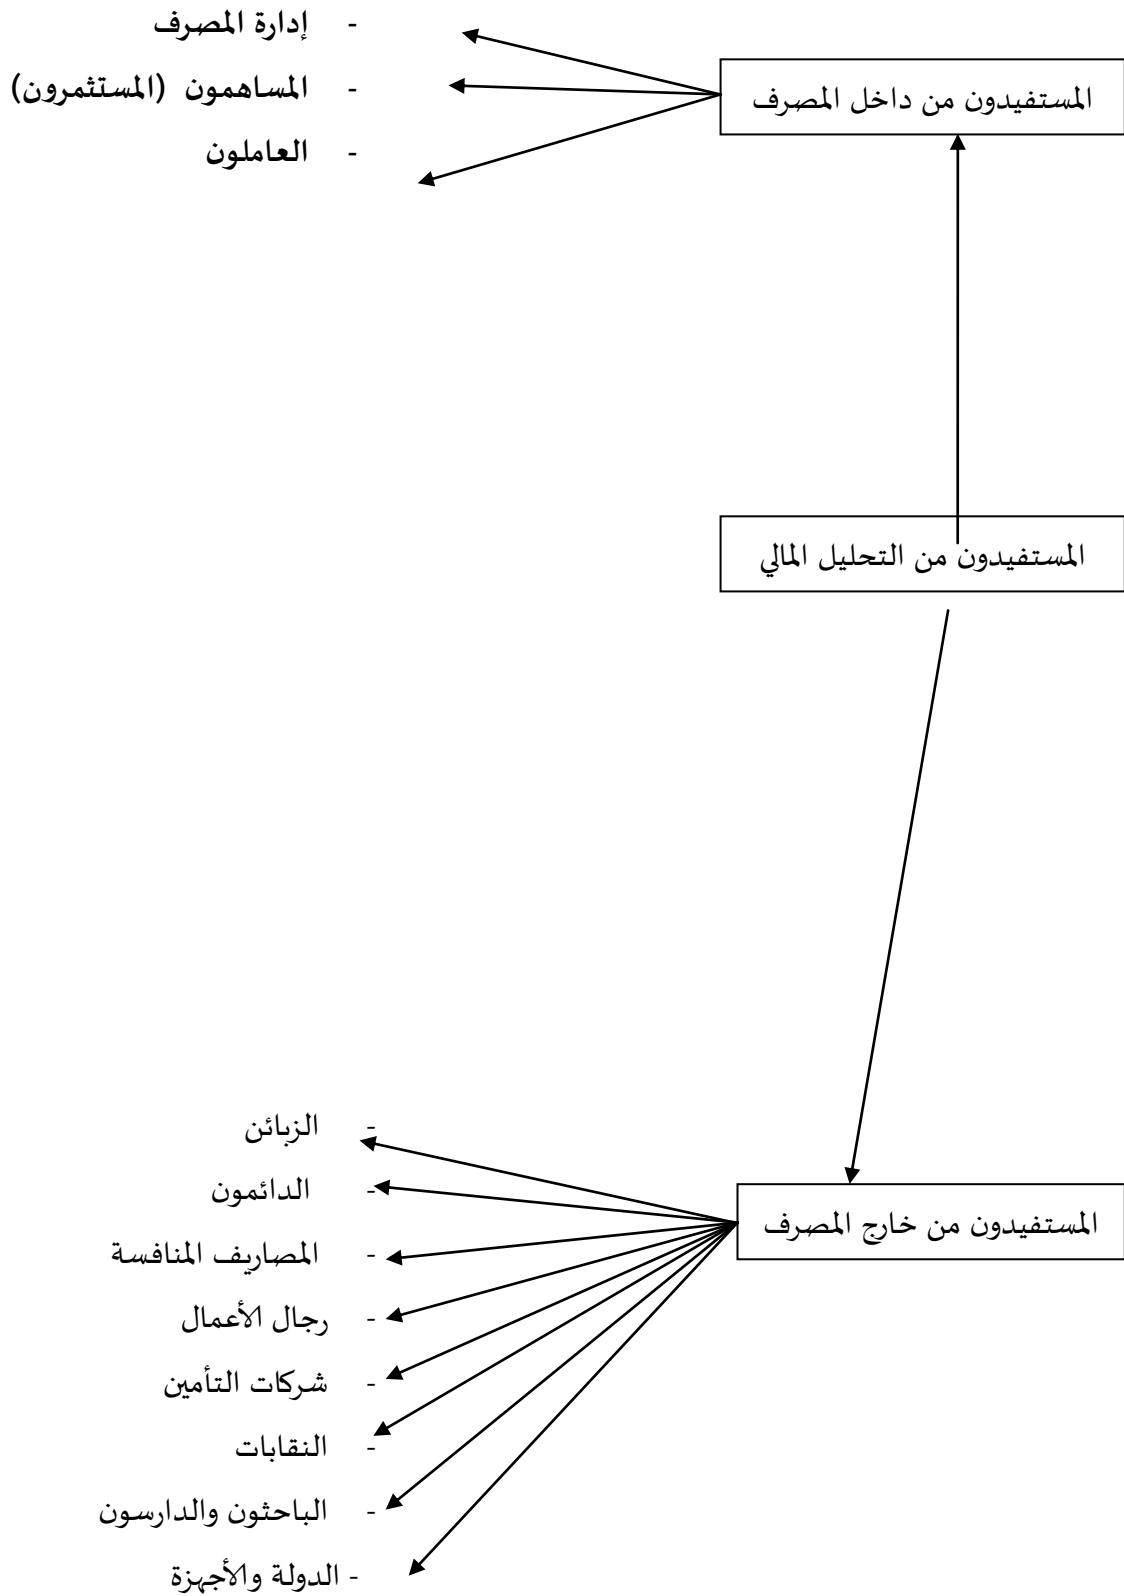 - إدارة المصرف
المستفيدون من داخل المصرف
- المساهمون (المستثمرون)
- العاملون
المستفيدون من التحليل المالي
- الزبائن
- الدائمون
المستفيدون من خارج المصرف
- المصاريف المنافسة
- رجال الأعمال
- شركات التأمين
- النقابات
- الباحثون والدارسون
- الدولة والأجهزة